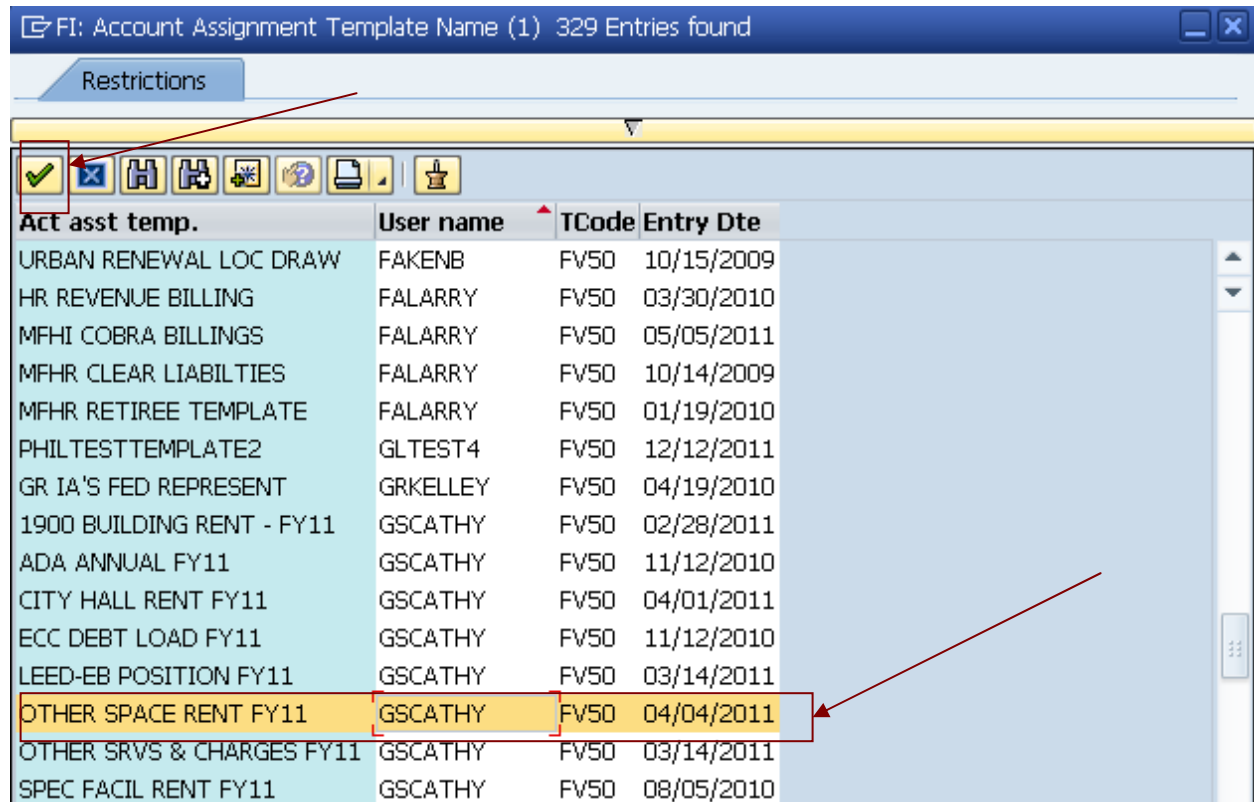 FI: Account Assignment Template Name (1) 329 Entries found
Restrictions
Act asst temp. User name TCode Entry Dte
URBAN RENEWAL LOC DRAW FAKENB FV50 10/15/2009
HR REVENUE BILLING FALARRY FV50 03/30/2010
MFHI COBRA BILLINGS FALARRY FV50 05/05/2011
MFHR CLEAR LIABILTIES FALARRY FV50 10/14/2009
MFHR RETIREE TEMPLATE FALARRY FV50 01/19/2010
PHILTESTTEMPLATE2 GLTEST4 FV50 12/12/2011
GR IA'S FED REPRESENT GRKELLEY FV50 04/19/2010
1900 BUILDING RENT - FY11 GSCATHY FV50 02/28/2011
ADA ANNUAL FY11 GSCATHY FV50 11/12/2010
CITY HALL RENT FY11 GSCATHY FV50 04/01/2011
ECC DEBT LOAD FY11 GSCATHY FV50 11/12/2010
LEED-EB POSITION FY11 GSCATHY FV50 03/14/2011
OTHER SPACE RENT FY11 GSCATHY FV50 04/04/2011
OTHER SRVS & CHARGES FY11 GSCATHY FV50 03/14/2011
SPEC FACIL RENT FY11 GSCATHY FV50 08/05/2010